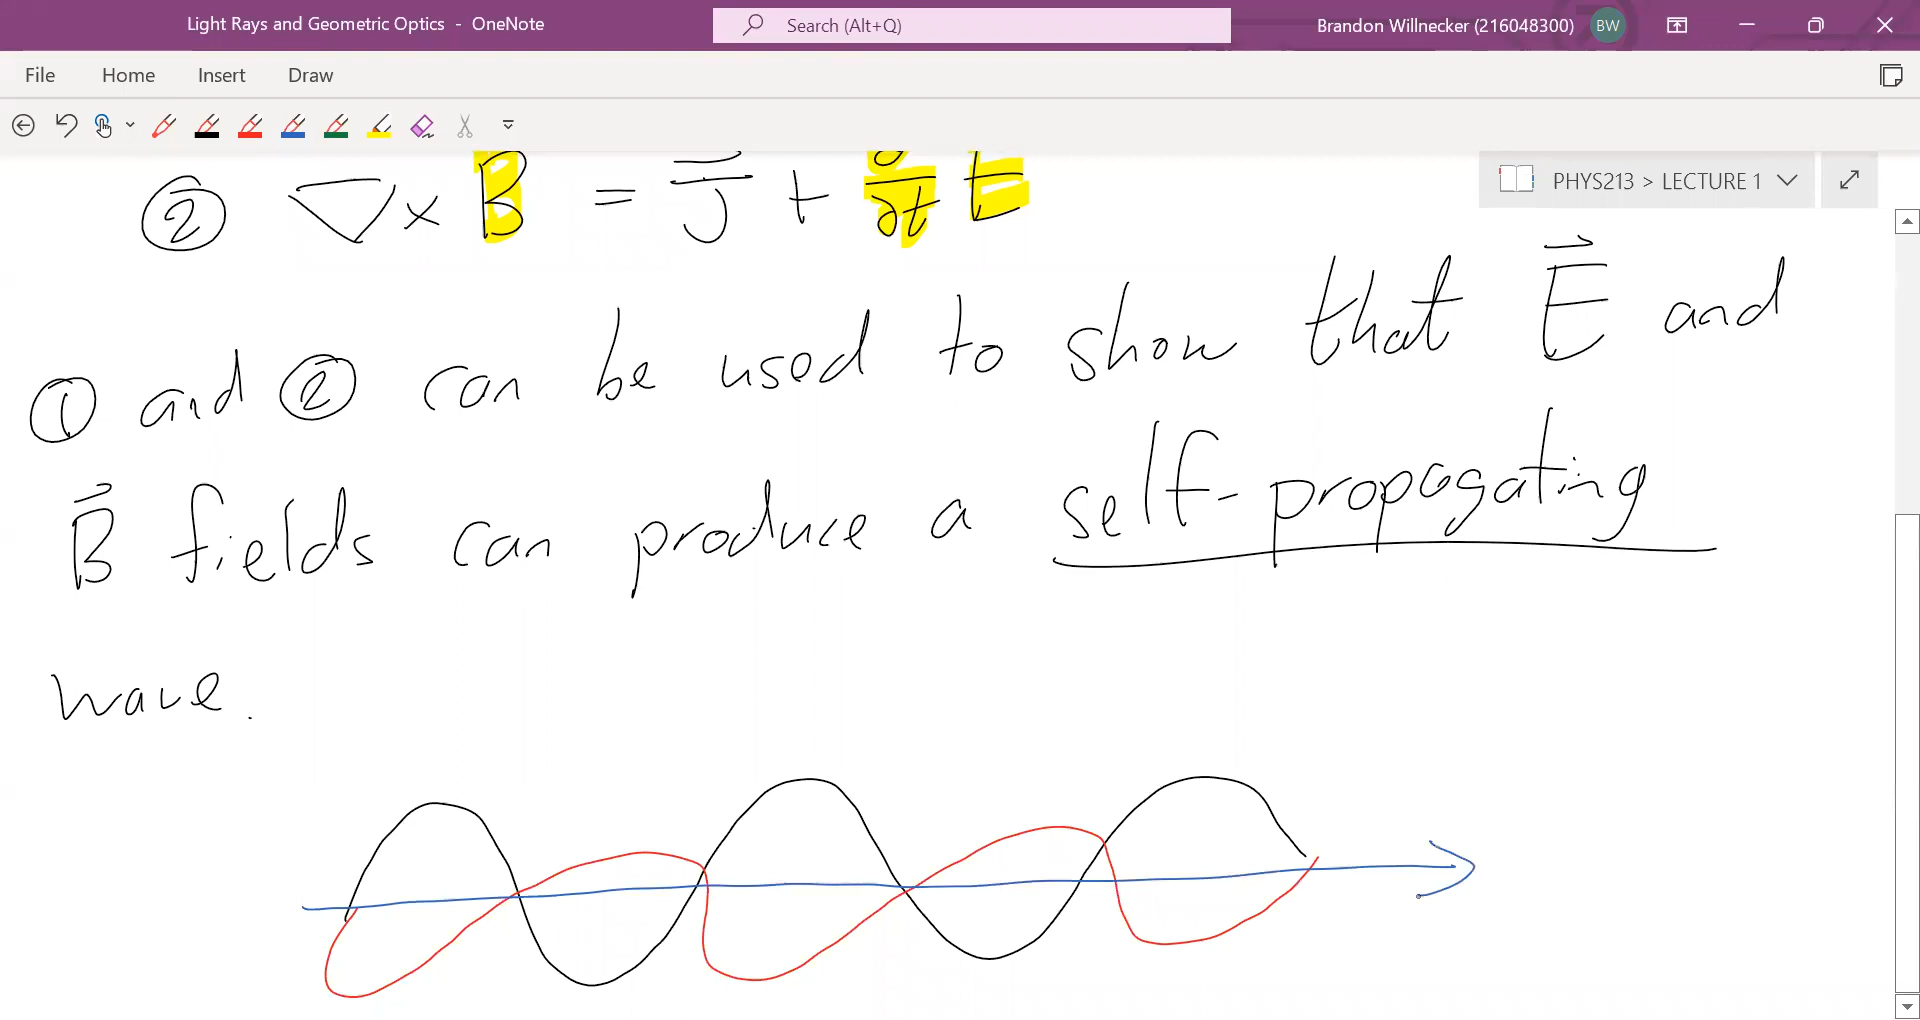 Light Rays and Geometric Optics - OneNote
Search (Alt+Q)
Brandon Willnecker (216048300) BW
File Home Insert Draw
PHYS213 > LECTURE 1
② ∇ × B = J + ∂/∂t E
① and ② can be used to show that E⃗ and
B⃗ fields can produce a self-propagating
wave.